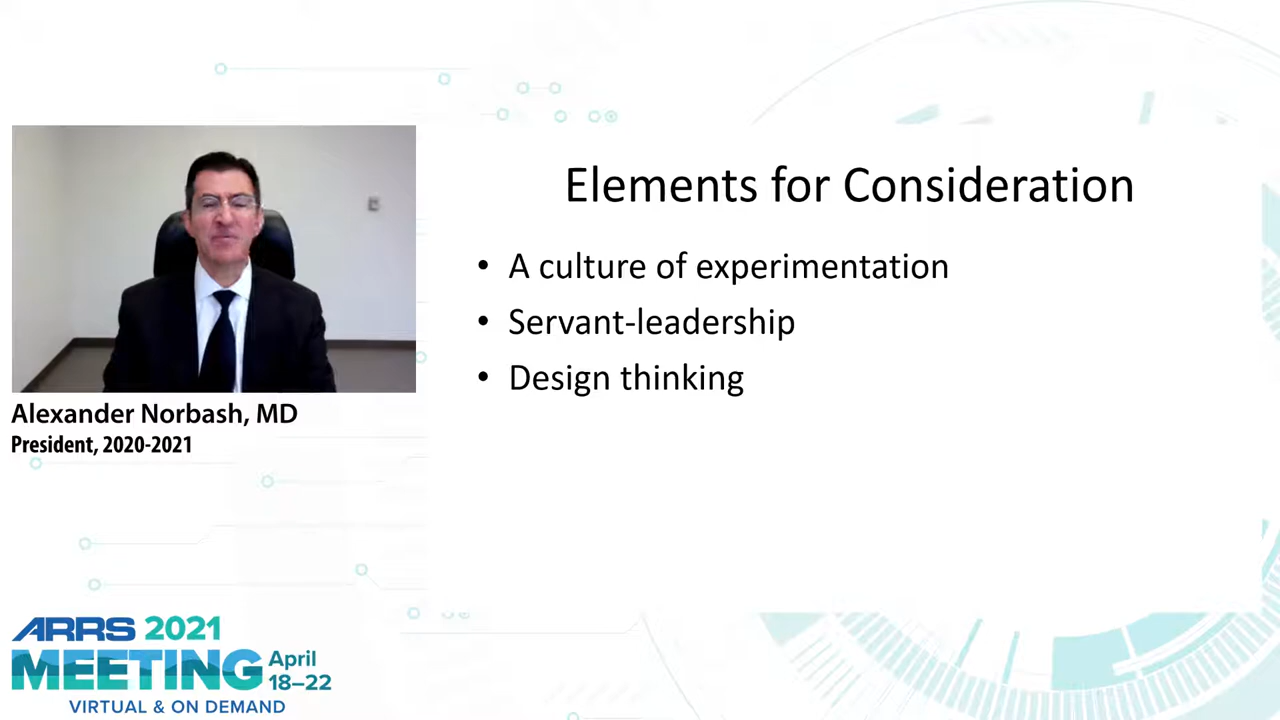 Elements for Consideration
• A culture of experimentation
• Servant-leadership
• Design thinking
Alexander Norbash, MD
President, 2020-2021
ARRS 2021
MEETING April
18–22
VIRTUAL & ON DEMAND